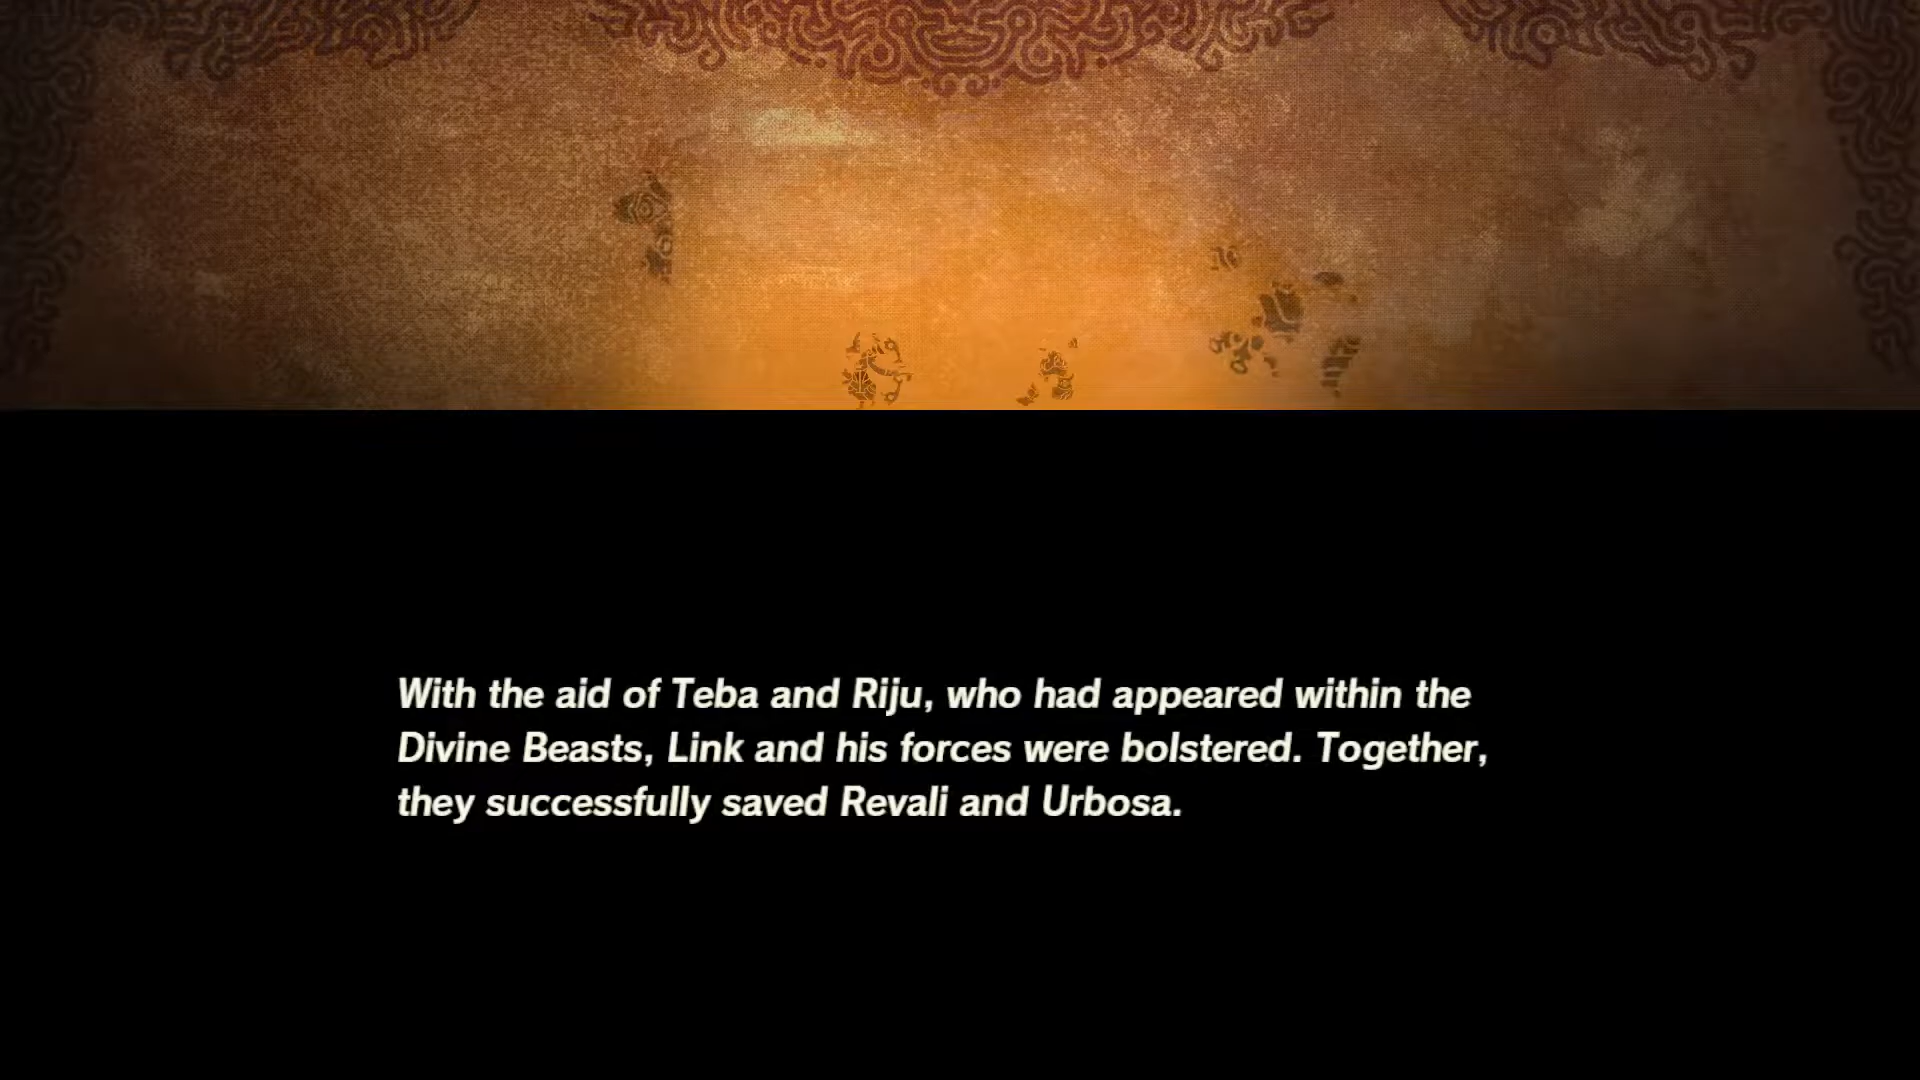 With the aid of Teba and Riju, who had appeared within the
Divine Beasts, Link and his forces were bolstered. Together,
they successfully saved Revali and Urbosa.